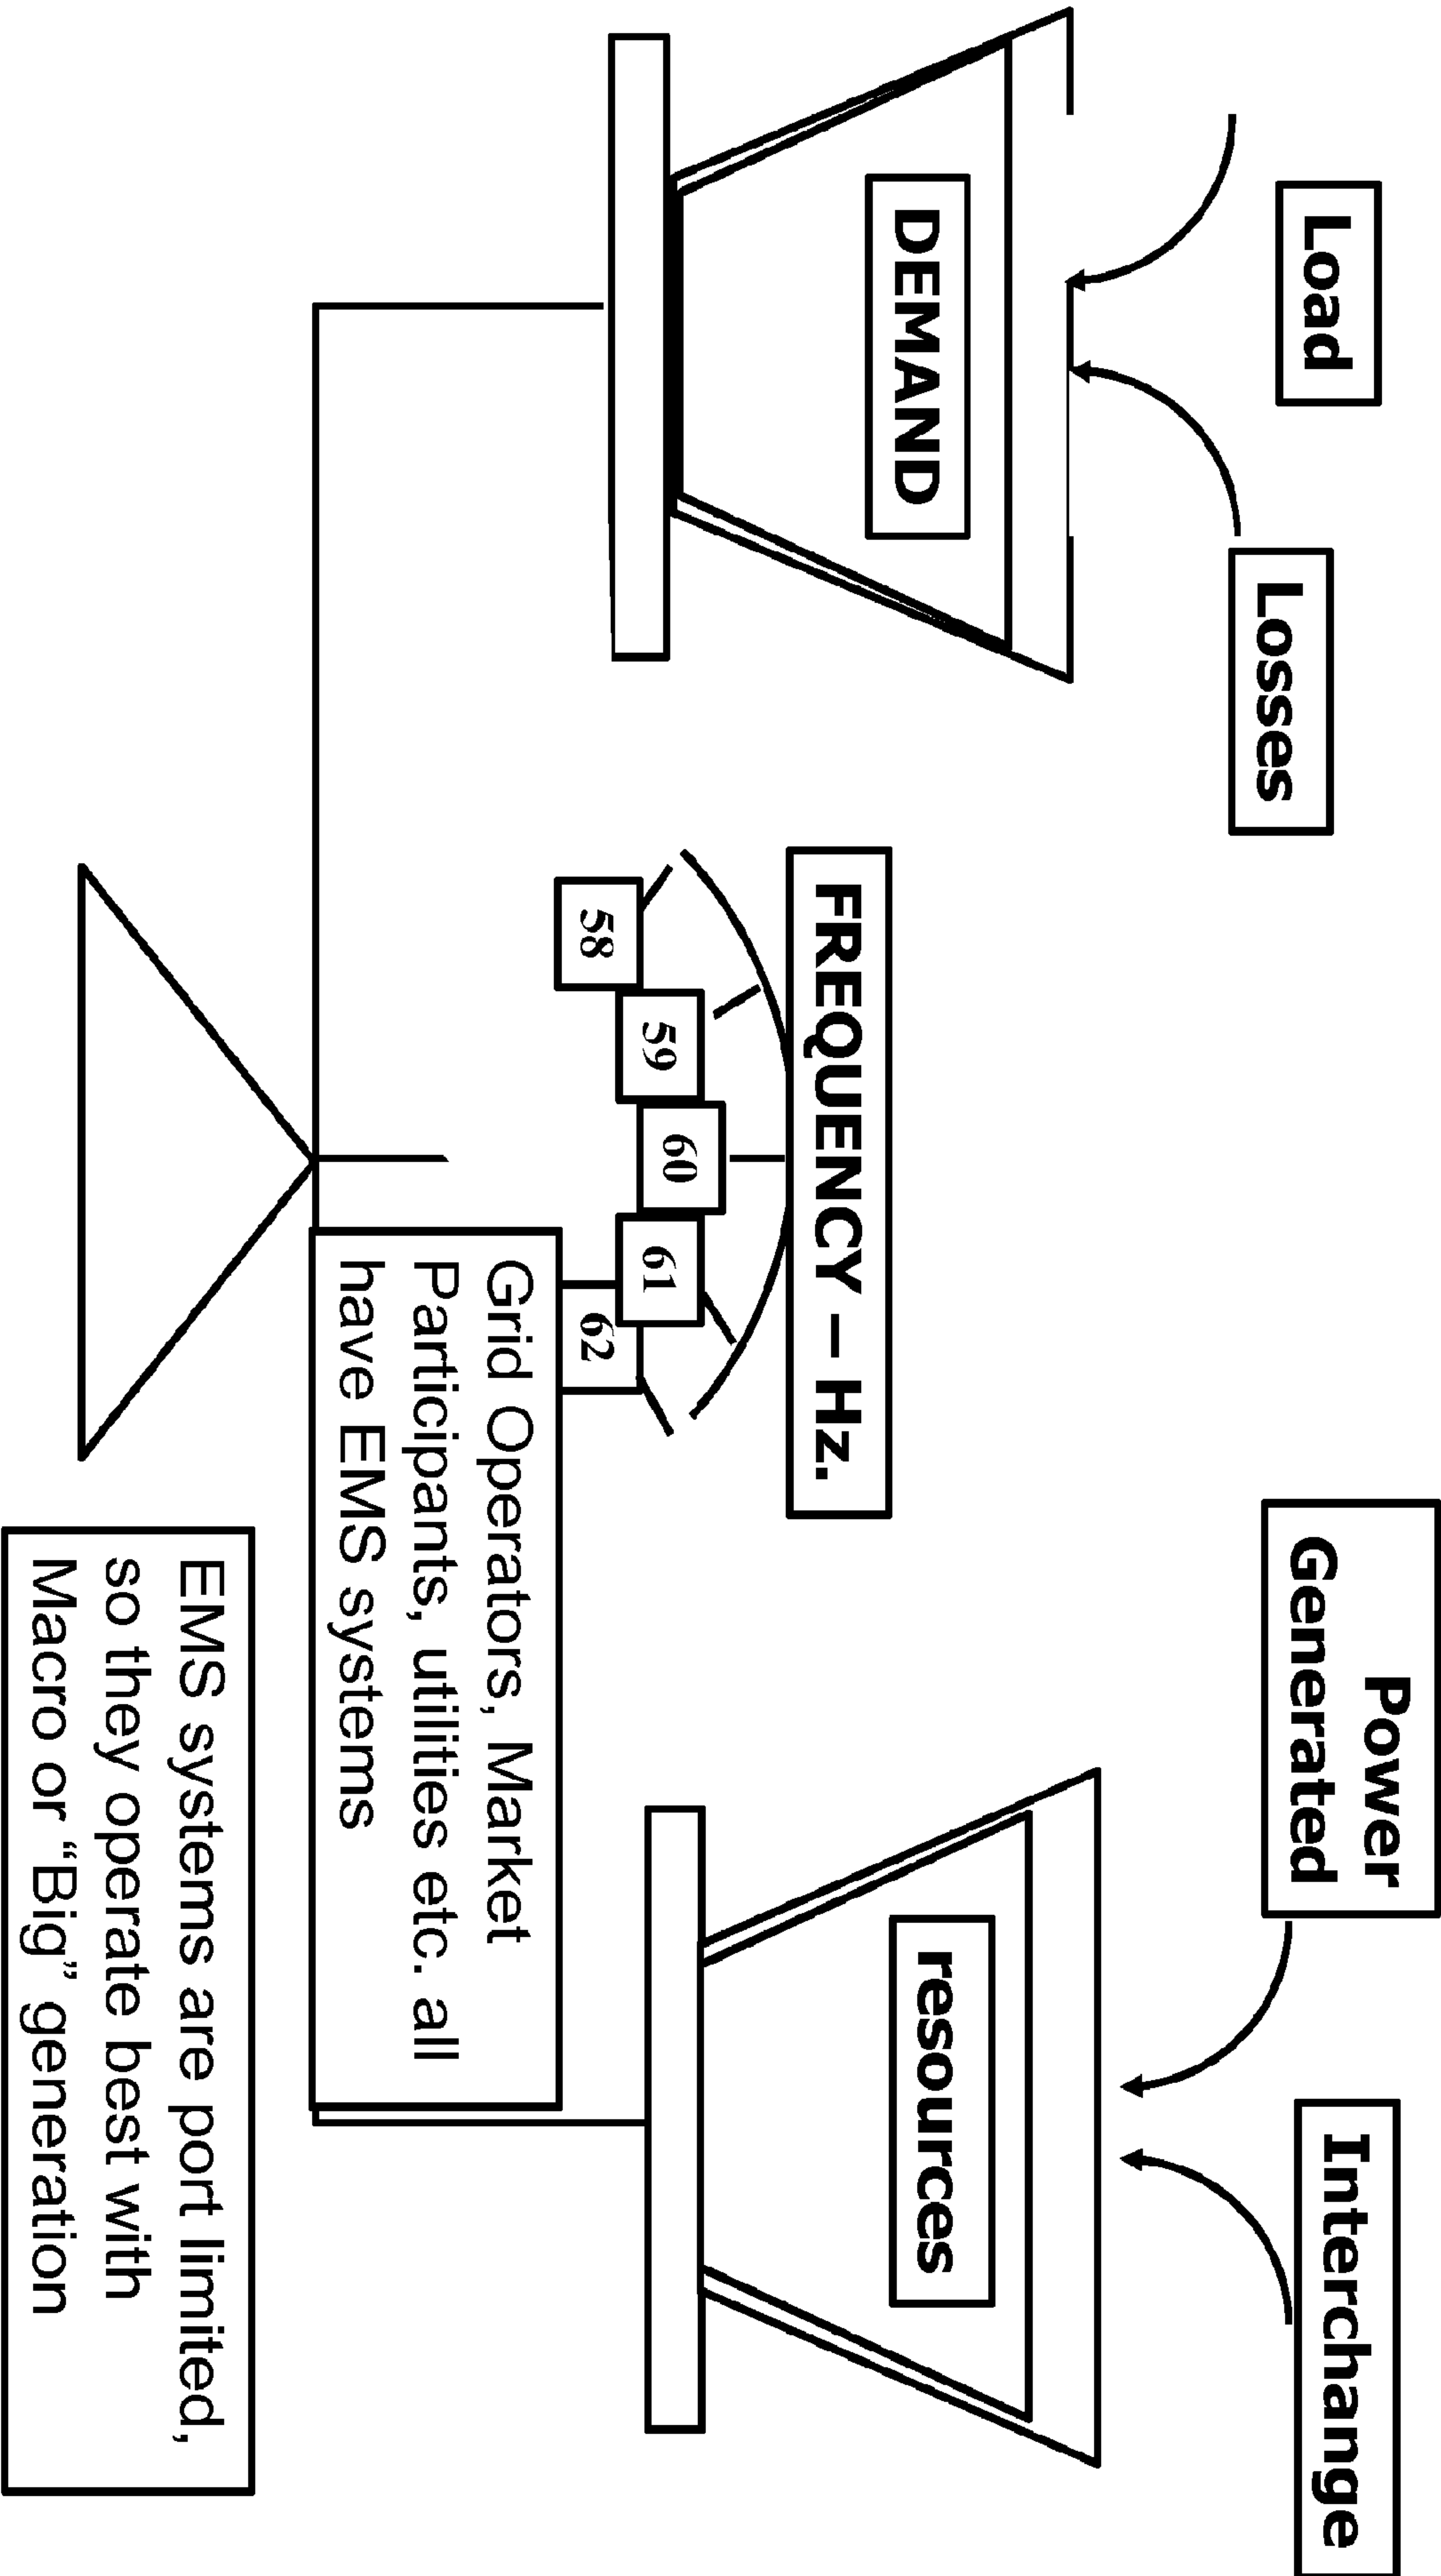 Load
Losses
Power
Generated
Interchange
DEMAND
FREQUENCY – Hz.
resources
58
59
60
61
62
Grid Operators, Market
Participants, utilities etc. all
have EMS systems
EMS systems are port limited,
so they operate best with
Macro or “Big” generation